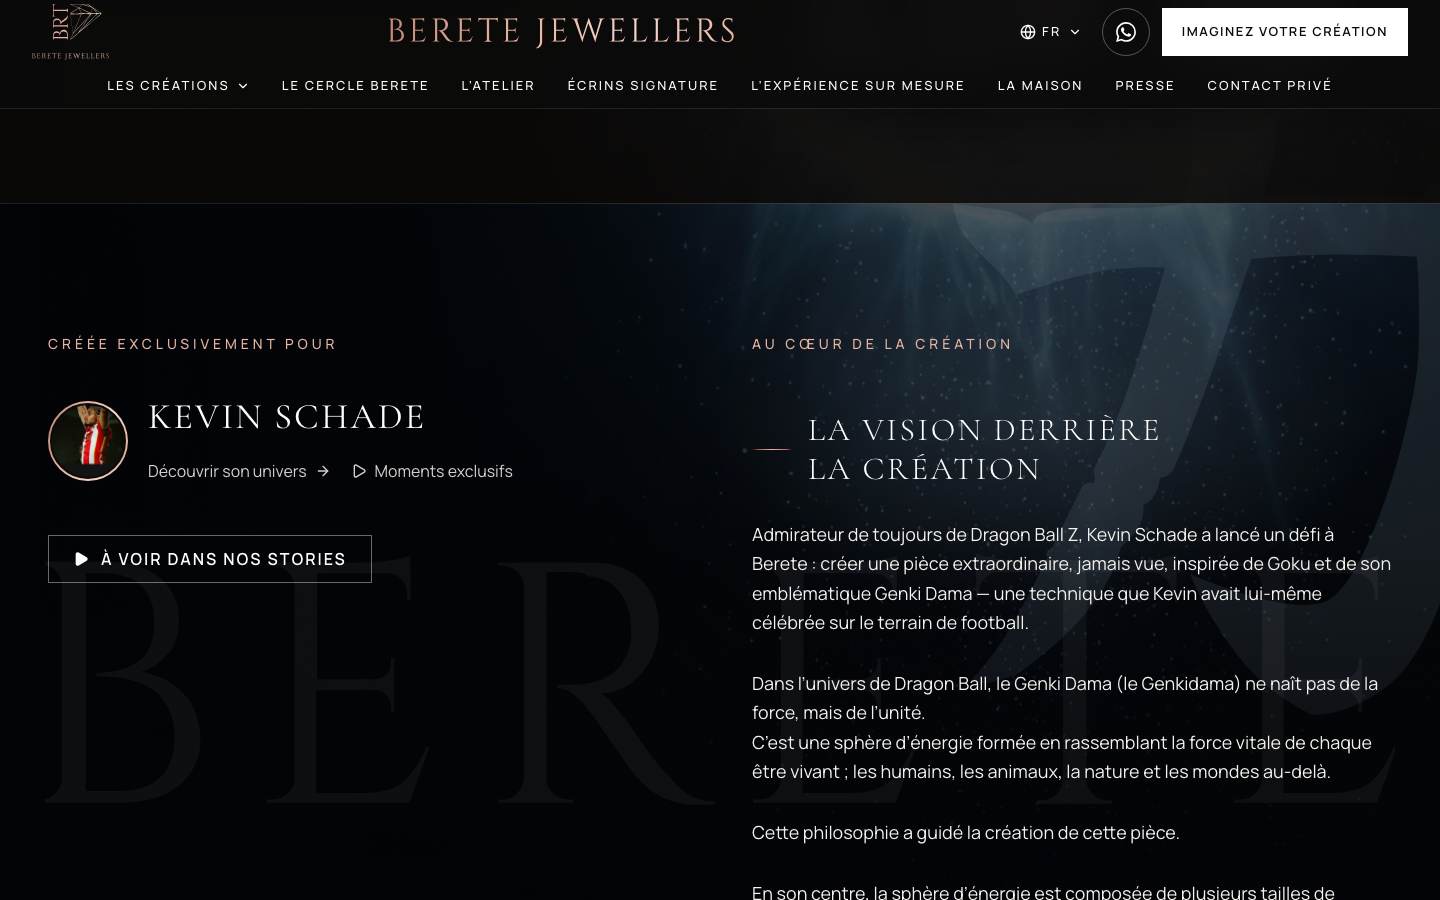 BRT
BERETE JEWELLERS
BERETE JEWELLERS
FR
IMAGINEZ VOTRE CRÉATION
LES CRÉATIONS
LE CERCLE BERETE
L'ATELIER
ÉCRINS SIGNATURE
L'EXPÉRIENCE SUR MESURE
LA MAISON
PRESSE
CONTACT PRIVÉ
CRÉÉE EXCLUSIVEMENT POUR
KEVIN SCHADE
Découvrir son univers →
Moments exclusifs
À VOIR DANS NOS STORIES
BERETE
7
AU CŒUR DE LA CRÉATION
LA VISION DERRIÈRE
LA CRÉATION
Admirateur de toujours de Dragon Ball Z, Kevin Schade a lancé un défi à
Berete : créer une pièce extraordinaire, jamais vue, inspirée de Goku et de son
emblématique Genki Dama — une technique que Kevin avait lui-même
célébrée sur le terrain de football.
Dans l’univers de Dragon Ball, le Genki Dama (le Genkidama) ne naît pas de la
force, mais de l’unité.
C’est une sphère d’énergie formée en rassemblant la force vitale de chaque
être vivant ; les humains, les animaux, la nature et les mondes au-delà.
Cette philosophie a guidé la création de cette pièce.
En son centre, la sphère d’énergie est composée de plusieurs tailles de